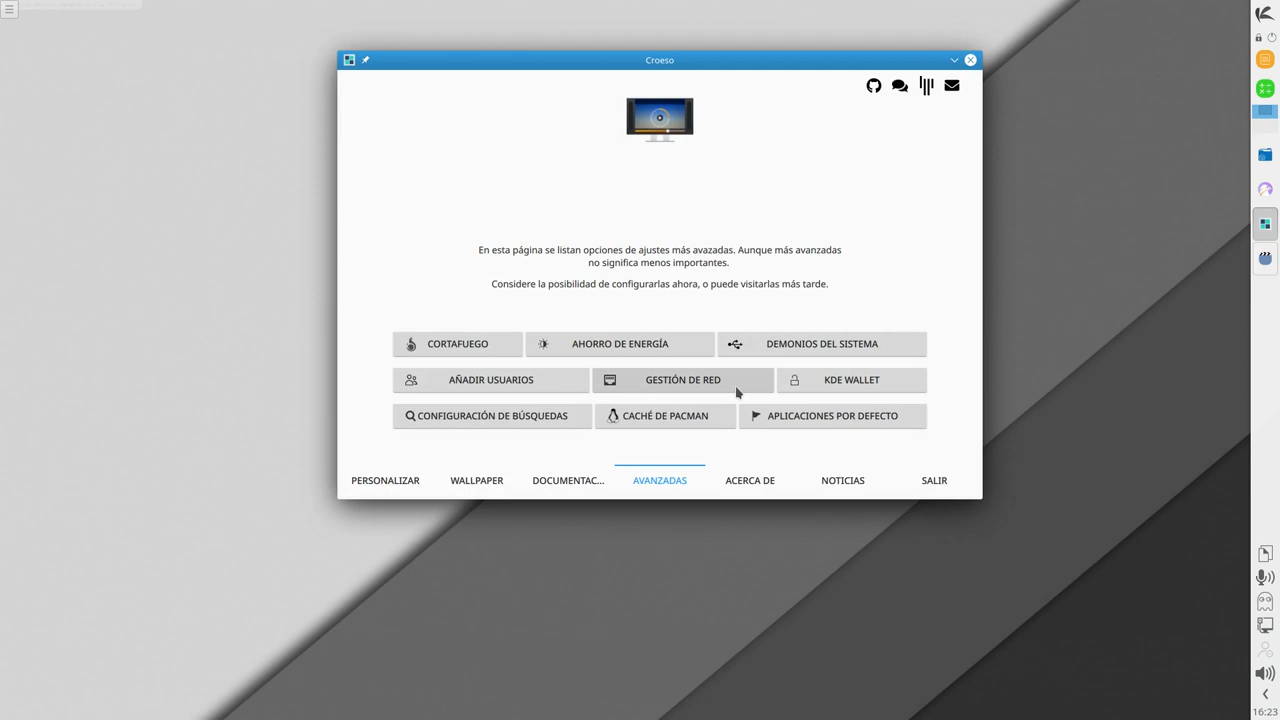 Croeso
En esta página se listan opciones de ajustes más avazadas. Aunque más avanzadas
no significa menos importantes.
Considere la posibilidad de configurarlas ahora, o puede visitarlas más tarde.
CORTAFUEGO
AHORRO DE ENERGÍA
DEMONIOS DEL SISTEMA
AÑADIR USUARIOS
GESTIÓN DE RED
KDE WALLET
CONFIGURACIÓN DE BÚSQUEDAS
CACHÉ DE PACMAN
APLICACIONES POR DEFECTO
PERSONALIZAR
WALLPAPER
DOCUMENTAC...
AVANZADAS
ACERCA DE
NOTICIAS
SALIR
16:23